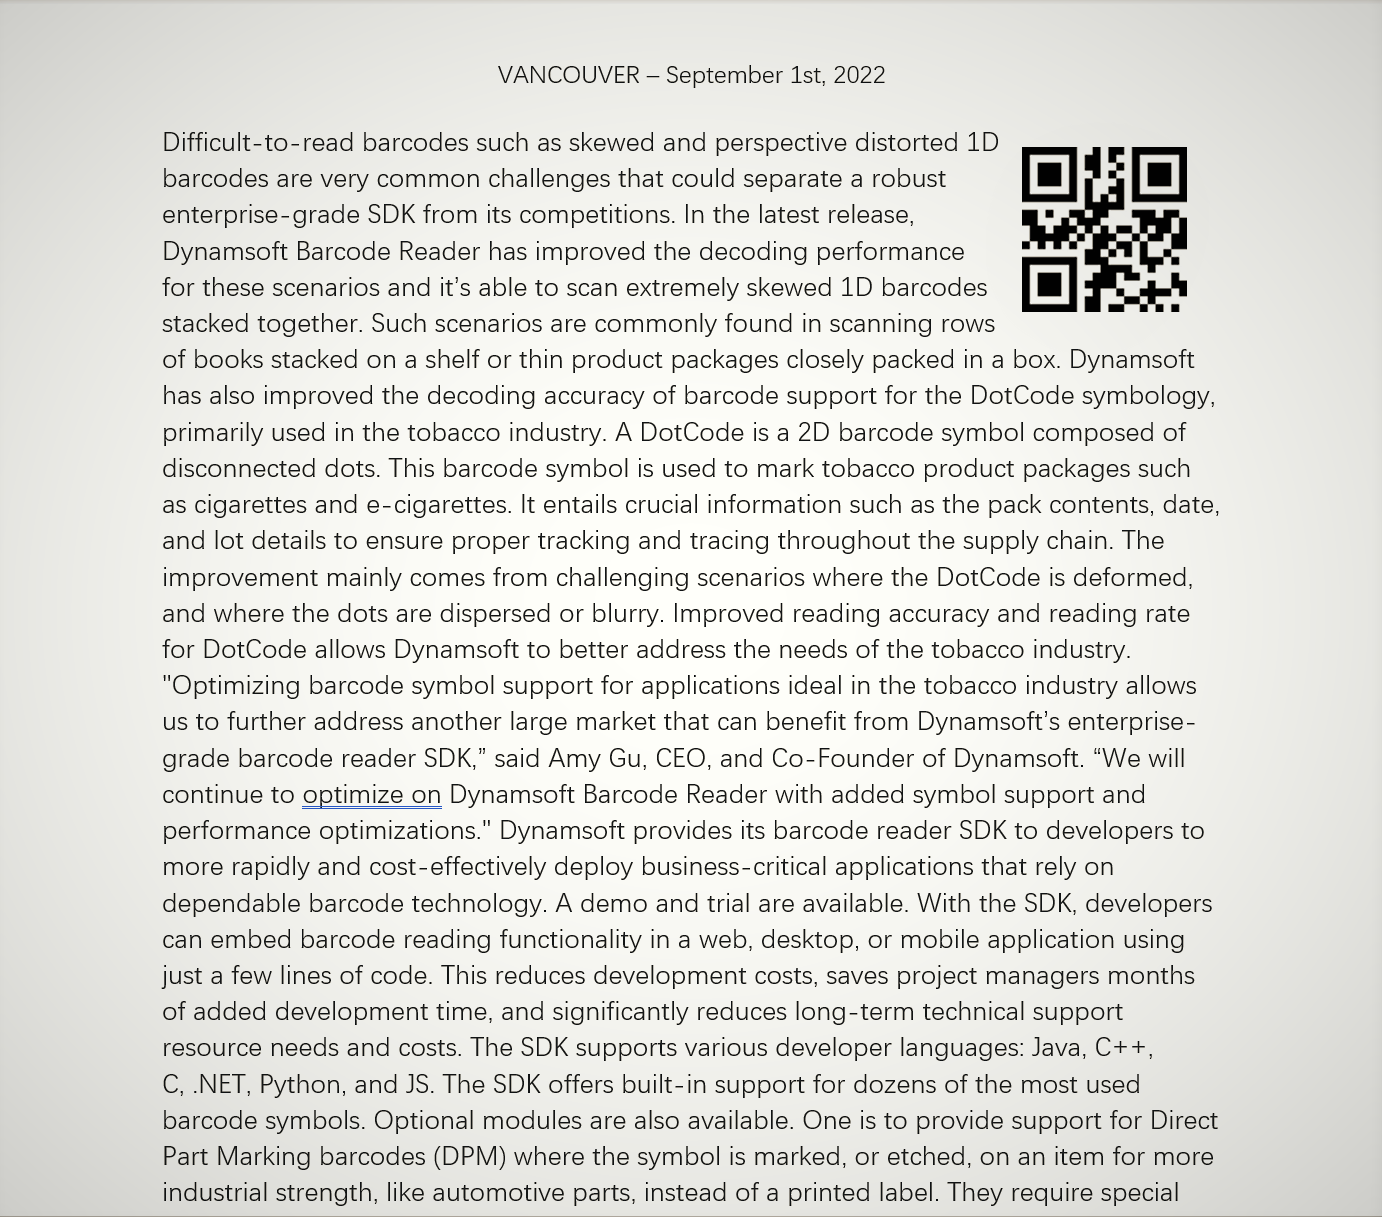 VANCOUVER – September 1st, 2022
Difficult-to-read barcodes such as skewed and perspective distorted 1D
barcodes are very common challenges that could separate a robust
enterprise-grade SDK from its competitions. In the latest release,
Dynamsoft Barcode Reader has improved the decoding performance
for these scenarios and it’s able to scan extremely skewed 1D barcodes
stacked together. Such scenarios are commonly found in scanning rows
of books stacked on a shelf or thin product packages closely packed in a box. Dynamsoft
has also improved the decoding accuracy of barcode support for the DotCode symbology,
primarily used in the tobacco industry. A DotCode is a 2D barcode symbol composed of
disconnected dots. This barcode symbol is used to mark tobacco product packages such
as cigarettes and e-cigarettes. It entails crucial information such as the pack contents, date,
and lot details to ensure proper tracking and tracing throughout the supply chain. The
improvement mainly comes from challenging scenarios where the DotCode is deformed,
and where the dots are dispersed or blurry. Improved reading accuracy and reading rate
for DotCode allows Dynamsoft to better address the needs of the tobacco industry.
"Optimizing barcode symbol support for applications ideal in the tobacco industry allows
us to further address another large market that can benefit from Dynamsoft’s enterprise-
grade barcode reader SDK,” said Amy Gu, CEO, and Co-Founder of Dynamsoft. “We will
continue to optimize on Dynamsoft Barcode Reader with added symbol support and
performance optimizations." Dynamsoft provides its barcode reader SDK to developers to
more rapidly and cost-effectively deploy business-critical applications that rely on
dependable barcode technology. A demo and trial are available. With the SDK, developers
can embed barcode reading functionality in a web, desktop, or mobile application using
just a few lines of code. This reduces development costs, saves project managers months
of added development time, and significantly reduces long-term technical support
resource needs and costs. The SDK supports various developer languages: Java, C++,
C, .NET, Python, and JS. The SDK offers built-in support for dozens of the most used
barcode symbols. Optional modules are also available. One is to provide support for Direct
Part Marking barcodes (DPM) where the symbol is marked, or etched, on an item for more
industrial strength, like automotive parts, instead of a printed label. They require special